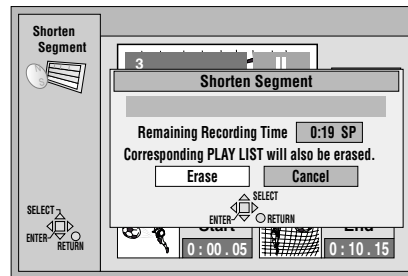 Shorten
Segment
3
Shorten Segment
Remaining Recording Time 0:19 SP
Corresponding PLAY LIST will also be erased.
Erase Cancel
SELECT
ENTER RETURN
SELECT
ENTER
RETURN
Start End
0 : 00 . 05 0 : 10 . 15